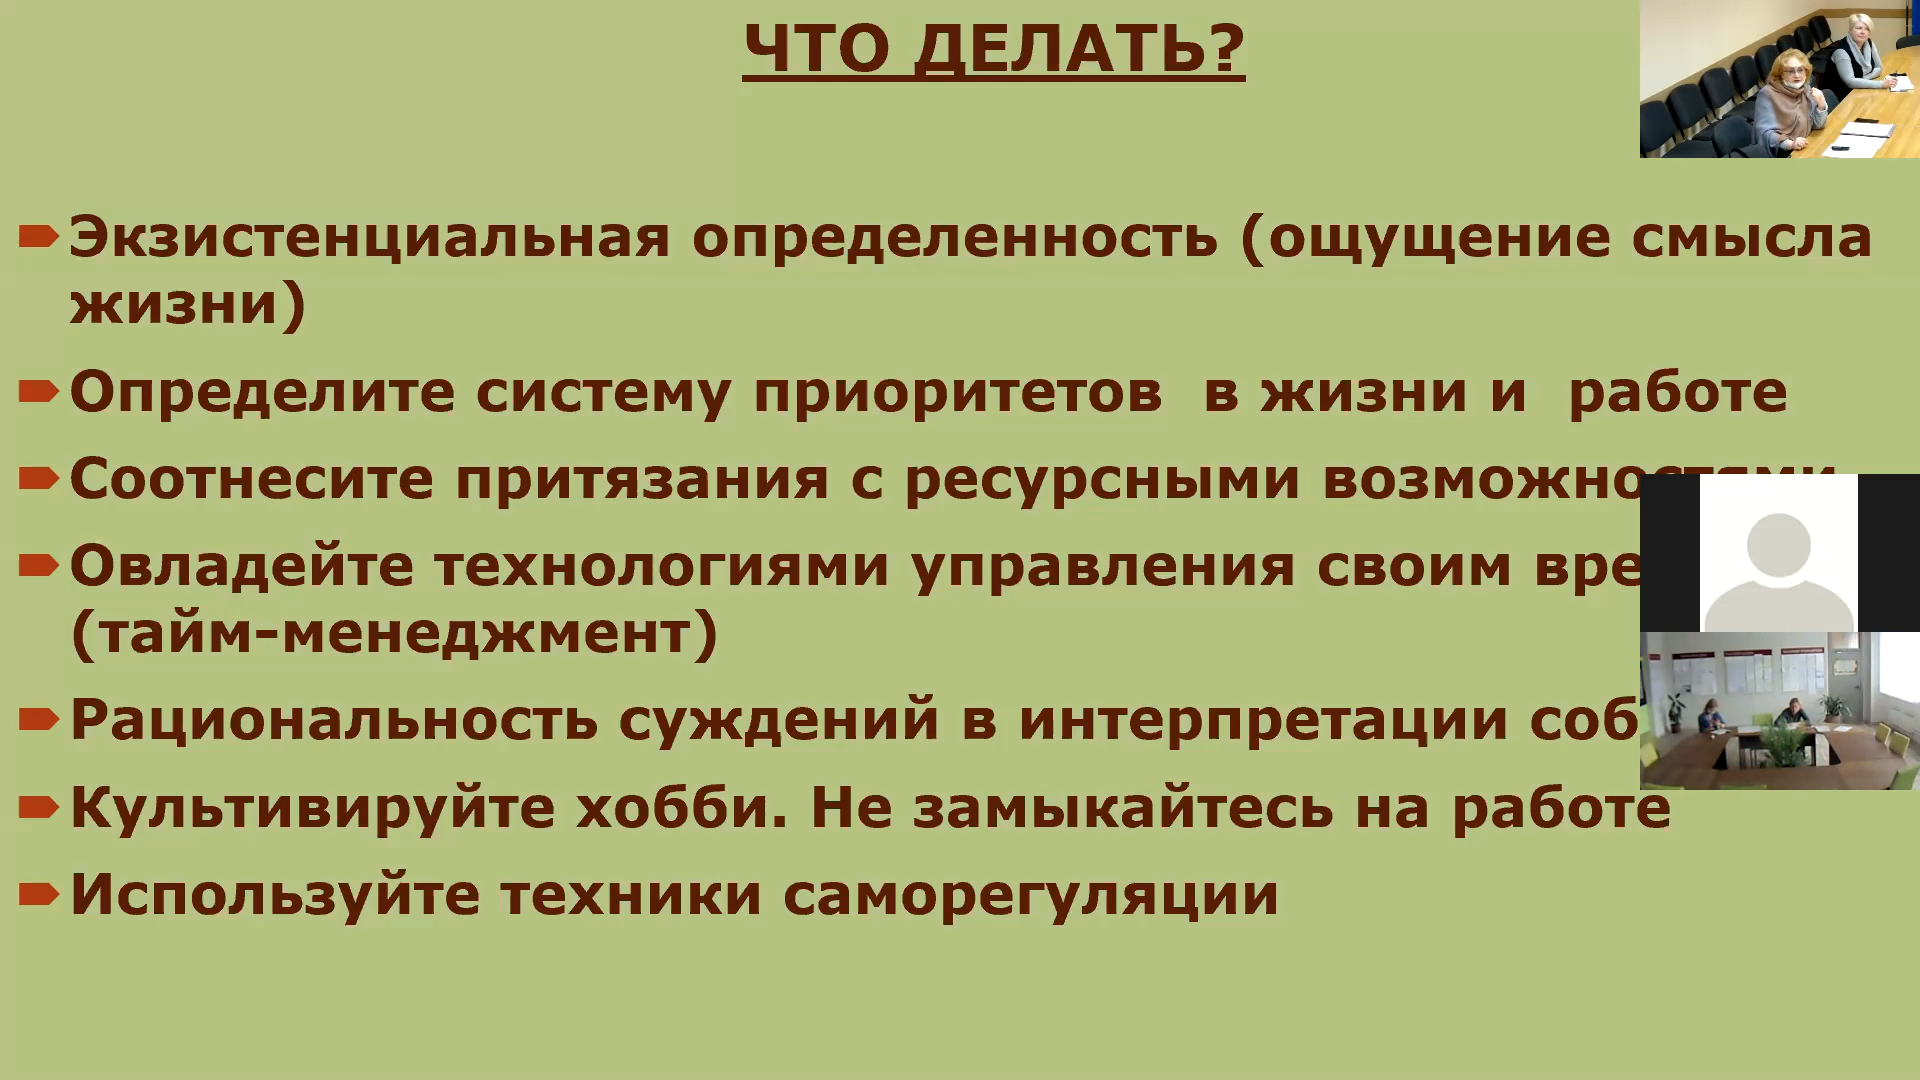 ЧТО ДЕЛАТЬ?
Экзистенциальная определенность (ощущение смысла
жизни)
Определите систему приоритетов в жизни и работе
Соотнесите притязания с ресурсными возможностями
Овладейте технологиями управления своим вре
(тайм-менеджмент)
Рациональность суждений в интерпретации соб
Культивируйте хобби. Не замыкайтесь на работе
Используйте техники саморегуляции